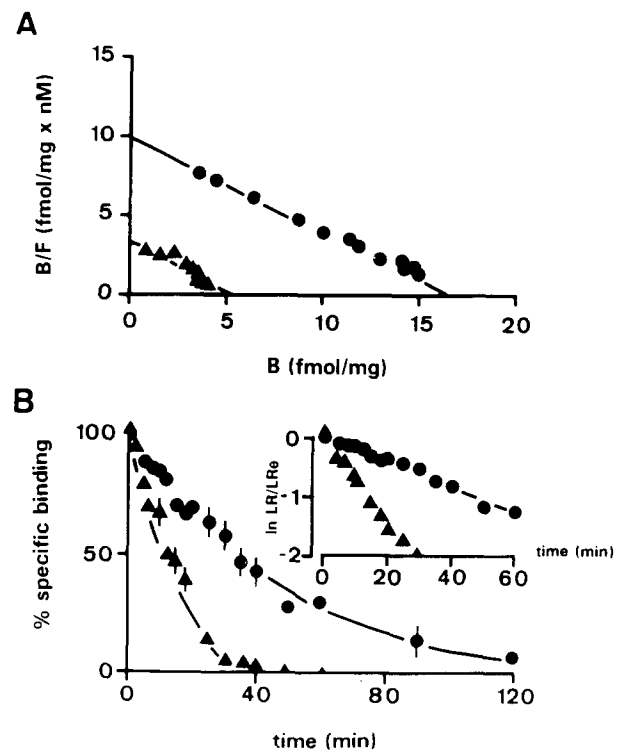 A
B/F (fmol/mg x nM)
15
10
5
0
0 5 10 15 20
B (fmol/mg)
B
% specific binding
100
50
0
0 40 80 120
time (min)
ln LR/LRe
0
-1
-2
0 20 40 60
time (min)